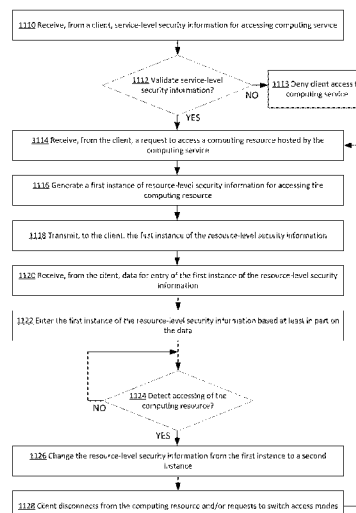 1110 Receive, from a client, service-level security information for accessing computing service
1112 Validate service-level
security information?
NO
1113 Deny client access t
computing service
YES
1114 Receive, from the client, a request to access a computing resource hosted by the
computing service
1116 Generate a first instance of resource-level security information for accessing the
computing resource
1118 Transmit, to the client, the first instance of the resource-level security information
1120 Receive, from the client, data for entry of the first instance of the resource-level security
information
1122 Enter the first instance of the resource-level security information based at least in part on
the data
1124 Detect accessing of the
computing resource?
NO
YES
1126 Change the resource-level security information from the first instance to a second
instance
1128 Client disconnects from the computing resource and/or requests to switch access modes